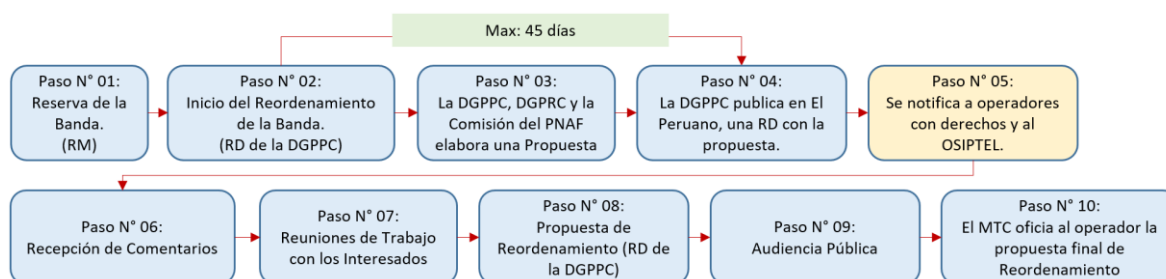 Max: 45 días
Paso N° 01:
Reserva de la
Banda.
(RM)
Paso N° 02:
Inicio del Reordenamiento
de la Banda.
(RD de la DGPPC)
Paso N° 03:
La DGPPC, DGPRC y la
Comisión del PNAF
elabora una Propuesta
Paso N° 04:
La DGPPC publica en El
Peruano, una RD con la
propuesta.
Paso N° 05:
Se notifica a operadores
con derechos y al
OSIPTEL.
Paso N° 06:
Recepción de Comentarios
Paso N° 07:
Reuniones de Trabajo
con los Interesados
Paso N° 08:
Propuesta de
Reordenamiento (RD de
la DGPPC)
Paso N° 09:
Audiencia Pública
Paso N° 10:
El MTC oficia al operador la
propuesta final de
Reordenamiento